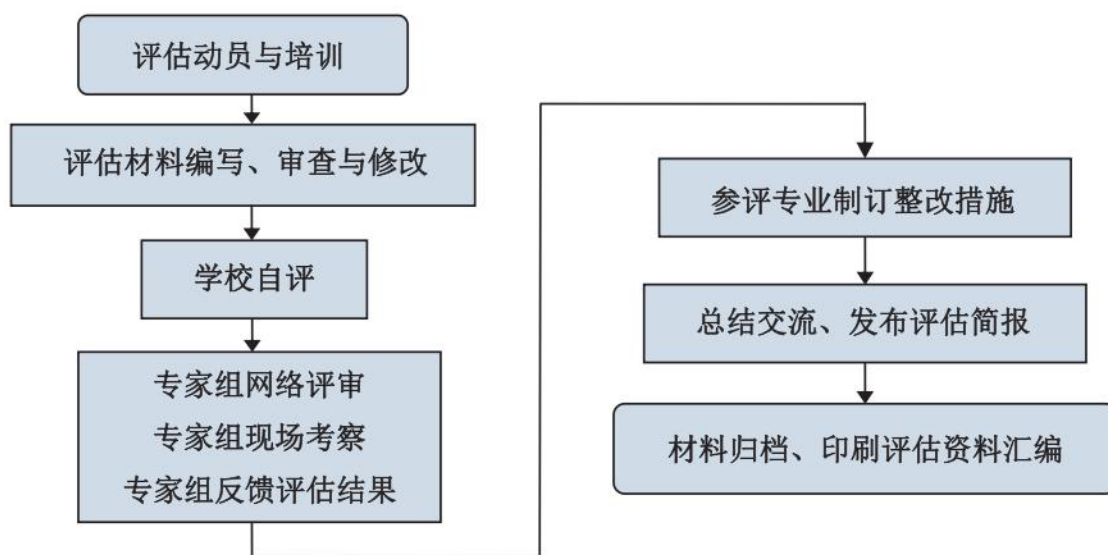 评估动员与培训
评估材料编写、审查与修改
学校自评
专家组网络评审
专家组现场考察
专家组反馈评估结果
参评专业制订整改措施
总结交流、发布评估简报
材料归档、印刷评估资料汇编